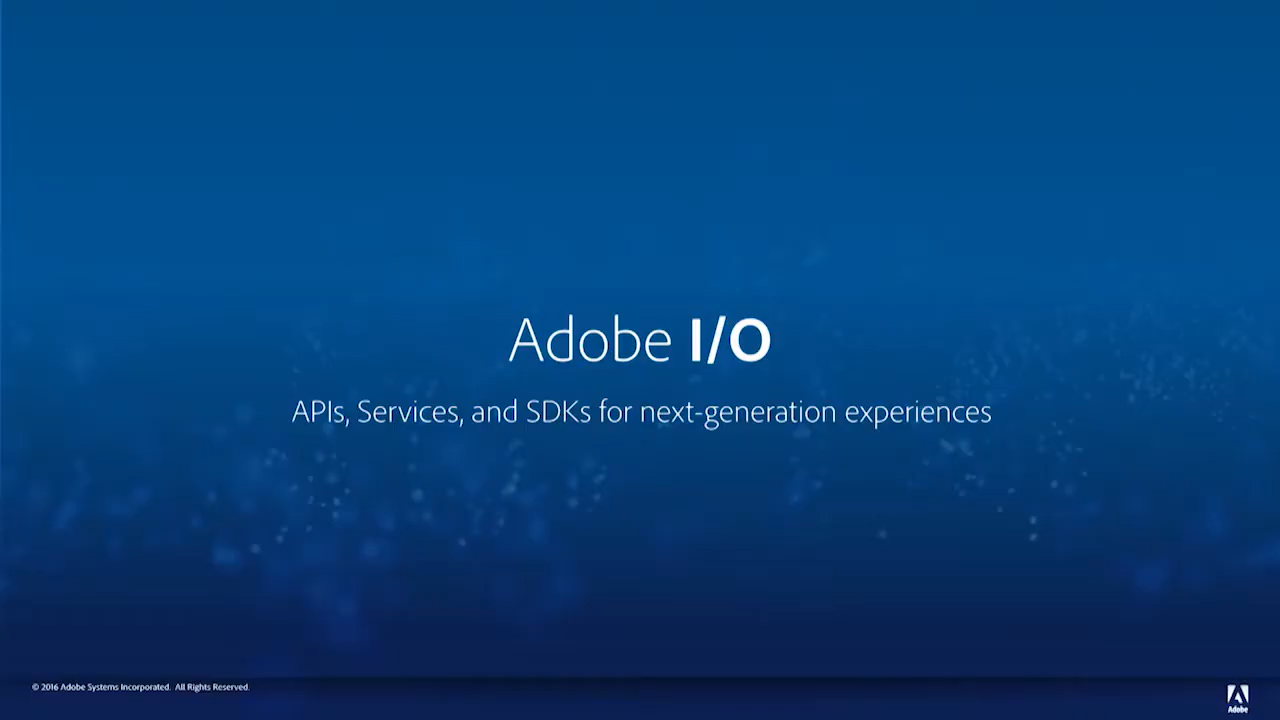 Adobe I/O
APIs, Services, and SDKs for next-generation experiences
© 2016 Adobe Systems Incorporated. All Rights Reserved.
Adobe